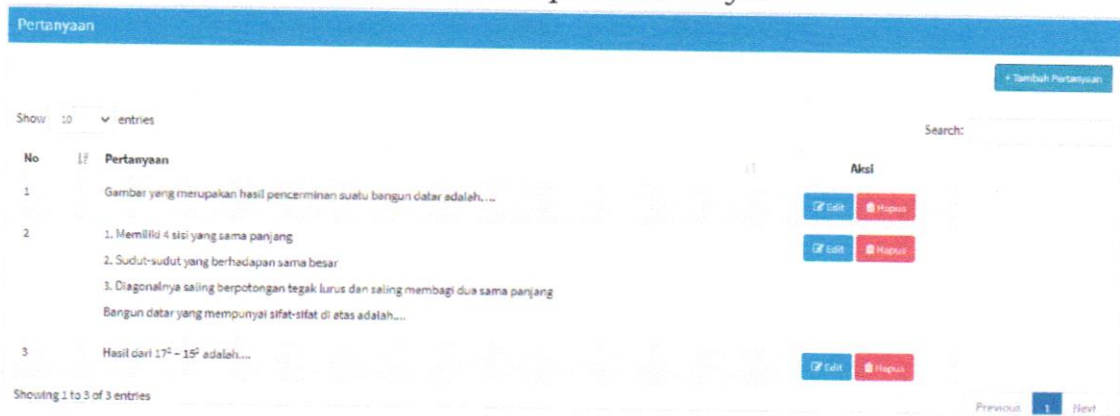 Pertanyaan
+ Tambah Pertanyaan
Show 10 entries
Search:
No Pertanyaan Aksi
1 Gambar yang merupakan hasil pencerminan suatu bangun datar adalah....
Edit Hapus
2 1. Memiliki 4 sisi yang sama panjang
Edit Hapus
2. Sudut-sudut yang berhadapan sama besar
3. Diagonalnya saling berpotongan tegak lurus dan saling membagi dua sama panjang
Bangun datar yang mempunyai sifat-sifat di atas adalah....
3 Hasil dari 17² – 15² adalah....
Edit Hapus
Showing 1 to 3 of 3 entries
Previous 1 Next